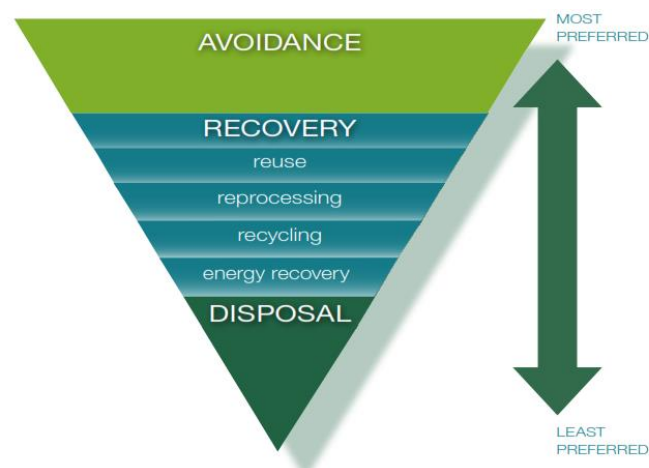 MOST
PREFERRED
AVOIDANCE
RECOVERY
reuse
reprocessing
recycling
energy recovery
DISPOSAL
LEAST
PREFERRED